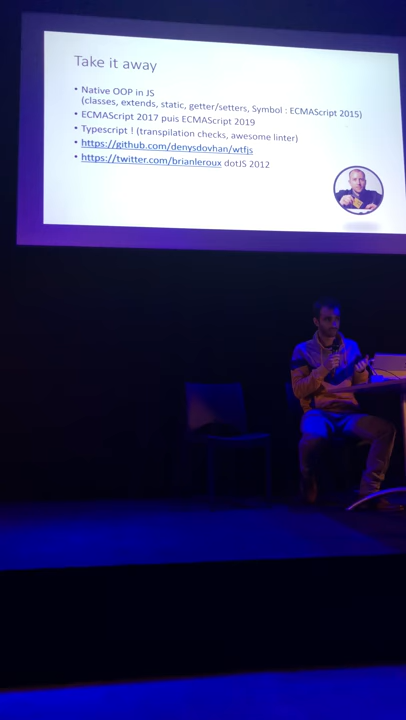 Take it away
• Native OOP in JS
(classes, extends, static, getter/setters, Symbol : ECMAScript 2015)
• ECMAScript 2017 puis ECMAScript 2019
• Typescript ! (transpilation checks, awesome linter)
• https://github.com/denysdovhan/wtfjs
• https://twitter.com/brianleroux dotJS 2012